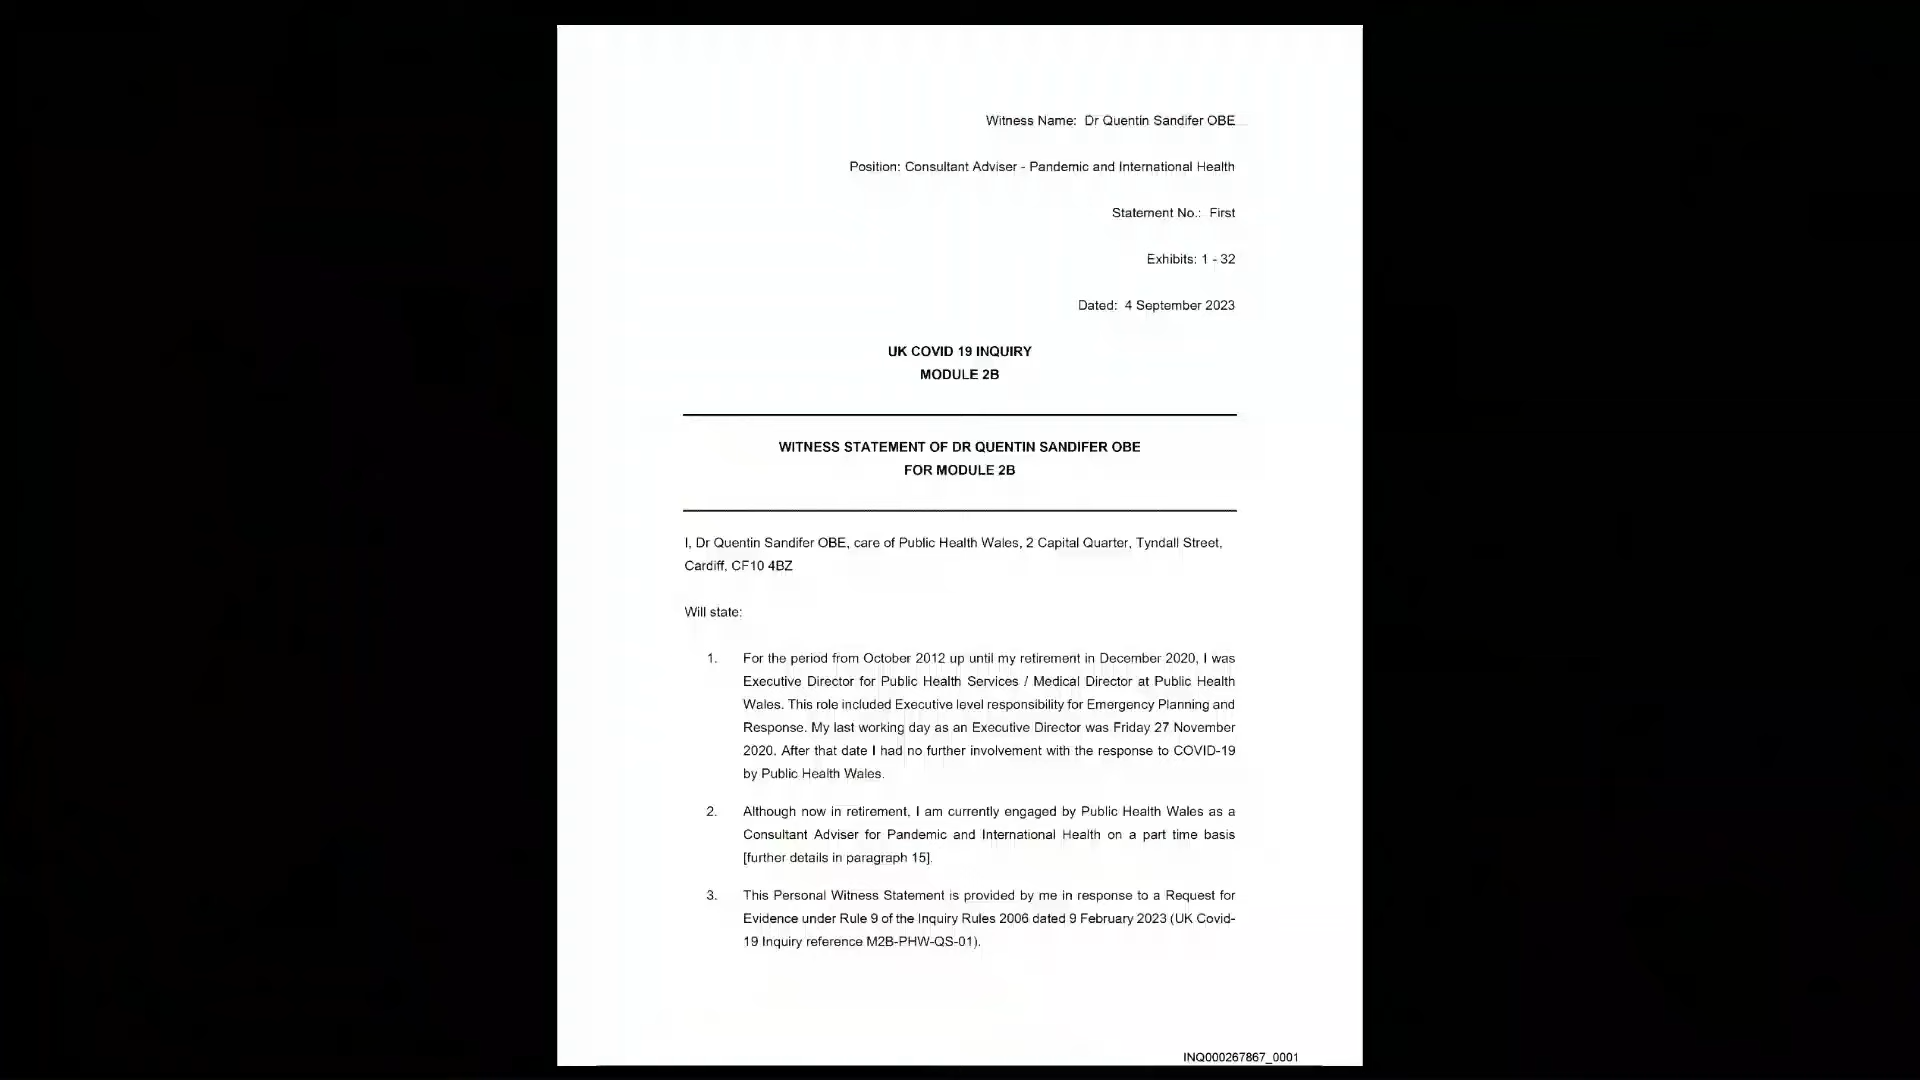 Witness Name: Dr Quentin Sandifer OBE
Position: Consultant Adviser - Pandemic and International Health
Statement No.: First
Exhibits: 1 - 32
Dated: 4 September 2023
UK COVID 19 INQUIRY
MODULE 2B
WITNESS STATEMENT OF DR QUENTIN SANDIFER OBE
FOR MODULE 2B
I, Dr Quentin Sandifer OBE, care of Public Health Wales, 2 Capital Quarter, Tyndall Street,
Cardiff, CF10 4BZ
Will state:
1. For the period from October 2012 up until my retirement in December 2020, I was
Executive Director for Public Health Services / Medical Director at Public Health
Wales. This role included Executive level responsibility for Emergency Planning and
Response. My last working day as an Executive Director was Friday 27 November
2020. After that date I had no further involvement with the response to COVID-19
by Public Health Wales.
2. Although now in retirement, I am currently engaged by Public Health Wales as a
Consultant Adviser for Pandemic and International Health on a part time basis
[further details in paragraph 15].
3. This Personal Witness Statement is provided by me in response to a Request for
Evidence under Rule 9 of the Inquiry Rules 2006 dated 9 February 2023 (UK Covid-
19 Inquiry reference M2B-PHW-QS-01).
INQ000267867_0001